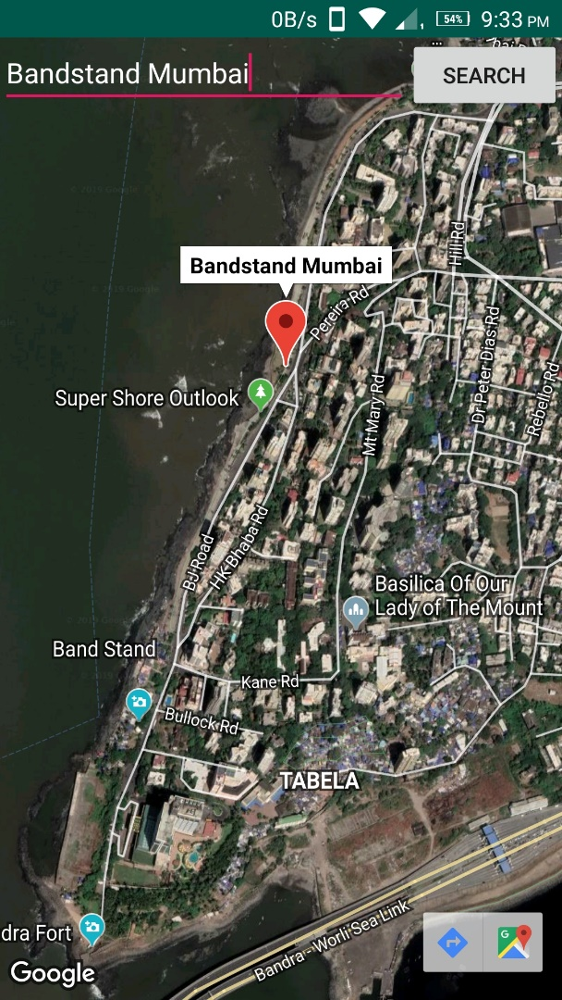 0B/s 54% 9:33 PM
Bandstand Mumbai
SEARCH
Hill Rd
Bandstand Mumbai
Pereira Rd
Dr Peter Dias Rd
Rebello Rd
Mt Mary Rd
Super Shore Outlook
BJ Road
HK Bhaba Rd
Basilica Of Our
Lady of The Mount
Band Stand
Kane Rd
Bullock Rd
TABELA
dra Fort
Bandra - Worli Sea Link
Google